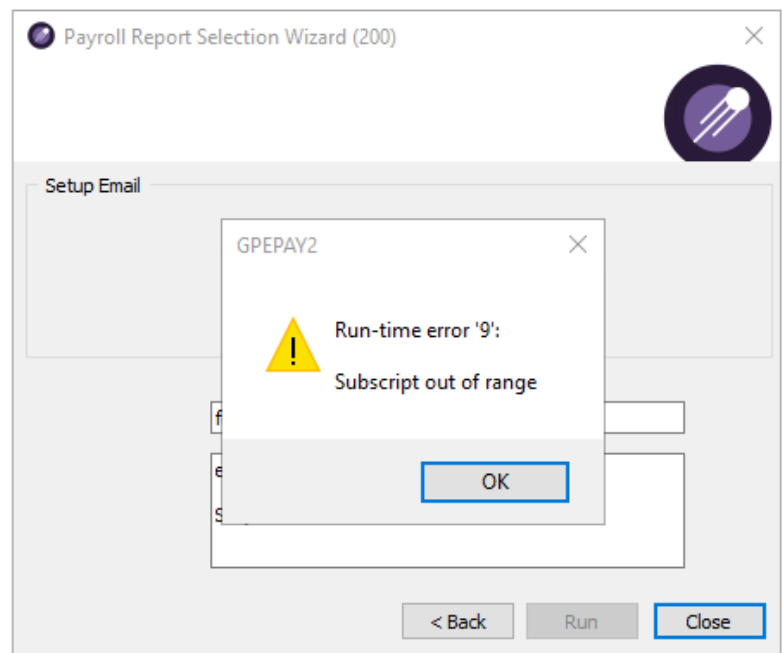 Payroll Report Selection Wizard (200)
Setup Email
GPEPAY2
Run-time error '9':
Subscript out of range
OK
< Back
Run
Close